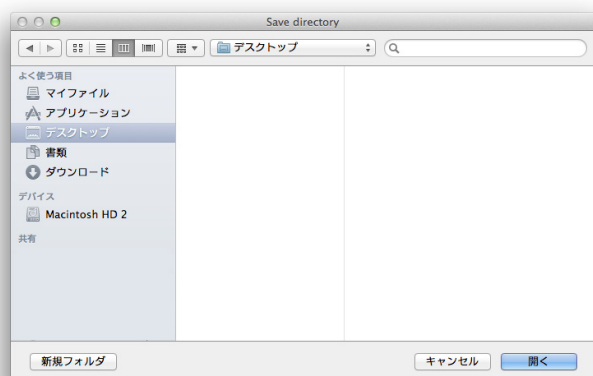 Save directory
デスクトップ
よく使う項目
マイファイル
アプリケーション
デスクトップ
書類
ダウンロード
デバイス
Macintosh HD 2
共有
新規フォルダ
キャンセル
開く